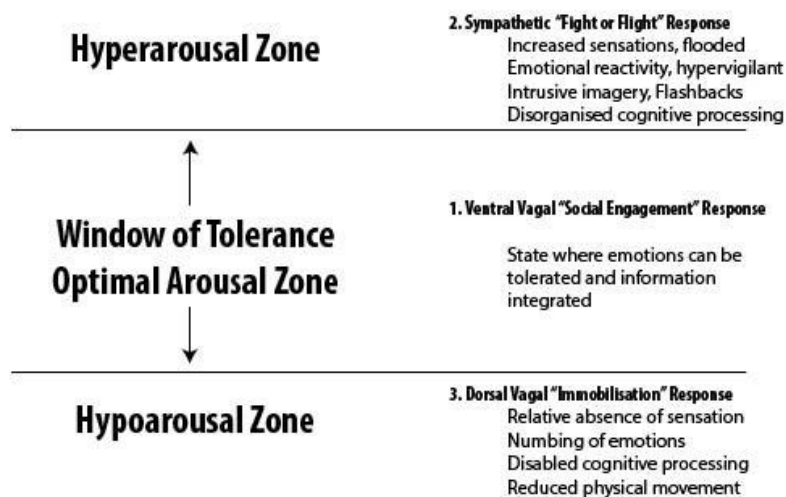 Hyperarousal Zone
2. Sympathetic “Fight or Flight” Response
Increased sensations, flooded
Emotional reactivity, hypervigilant
Intrusive imagery, Flashbacks
Disorganised cognitive processing
Window of Tolerance
Optimal Arousal Zone
1. Ventral Vagal “Social Engagement” Response
State where emotions can be
tolerated and information
integrated
Hypoarousal Zone
3. Dorsal Vagal “Immobilisation” Response
Relative absence of sensation
Numbing of emotions
Disabled cognitive processing
Reduced physical movement